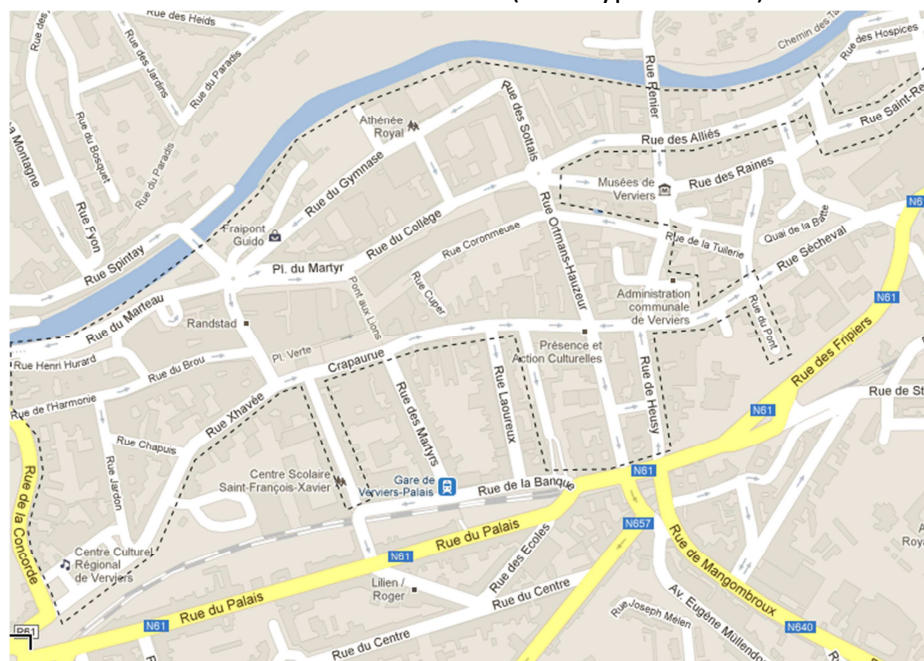 Rue des Heids
Rue des Jardins
Rue du Paradis
Rue du Paradis
Rue du Bosquet
Montagne
Rue Fyon
Rue Spintay
Athénée
Royal
Rue du Gymnase
Rue des Sottais
Rue Renier
Chemin des
Rue des Hospices
Rue Saint-Re
Rue des Alliés
Rue des Raines
Musées de
Verviers
Fraipont
Guido
Rue du Collège
Pl. du Martyr
Rue Coronmeuse
Rue Cuper
Rue Ortmans-Hauzeur
Rue de la Tuilerie
Quai de la Batte
Rue Sécheval
N61
Rue du Marteau
Randstad
Pont aux Lions
Administration
communale
de Verviers
Rue du Pont
Rue des Fripiers
Rue Henri Hurard
Rue du Brou
Pl. Verte
Crapaurue
Présence et
Action Culturelles
Rue de l'Harmonie
Rue Xhavée
Rue des Martyrs
Rue Laoureux
Rue de Heusy
N61
Rue de St
Rue Chapuis
Rue Jardon
Rue de la Concorde
Centre Scolaire
Saint-François-Xavier
Gare de
Verviers-Palais
Rue de la Banque
N61
N657
Centre Culturel
Régional
de Verviers
Rue du Palais
N61
Rue des Ecoles
Rue de Mangombroux
Lilien /
Roger
Rue du Centre
Rue du Palais
N61
R61
Rue du Centre
Rue Joseph Mélen
Av. Eugène Müllendo
N640